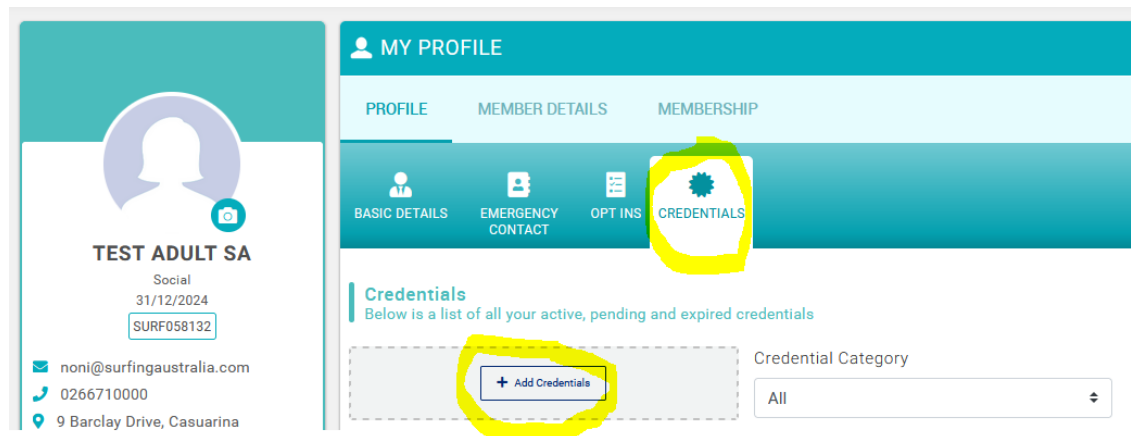 MY PROFILE
PROFILE
MEMBER DETAILS
MEMBERSHIP
BASIC DETAILS
EMERGENCY
CONTACT
OPT INS
CREDENTIALS
TEST ADULT SA
Social
31/12/2024
SURF058132
noni@surfingaustralia.com
0266710000
9 Barclay Drive, Casuarina
Credentials
Below is a list of all your active, pending and expired credentials
+ Add Credentials
Credential Category
All